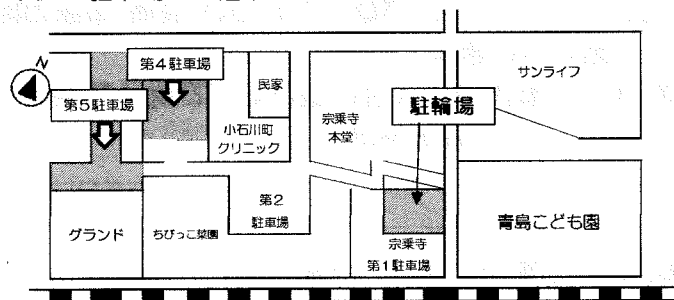 N
第4駐車場
第5駐車場
民家
小石川町
クリニック
宗乗寺
本堂
駐輪場
サンライフ
第2
駐車場
グランド
ちびっこ菜園
宗乗寺
第1駐車場
青島こども園